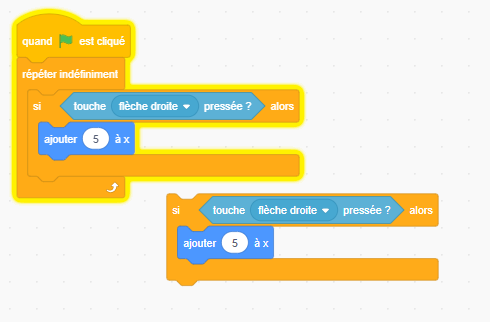 quand est cliqué
répéter indéfiniment
si touche flèche droite pressée ? alors
ajouter 5 à x
si touche flèche droite pressée ? alors
ajouter 5 à x